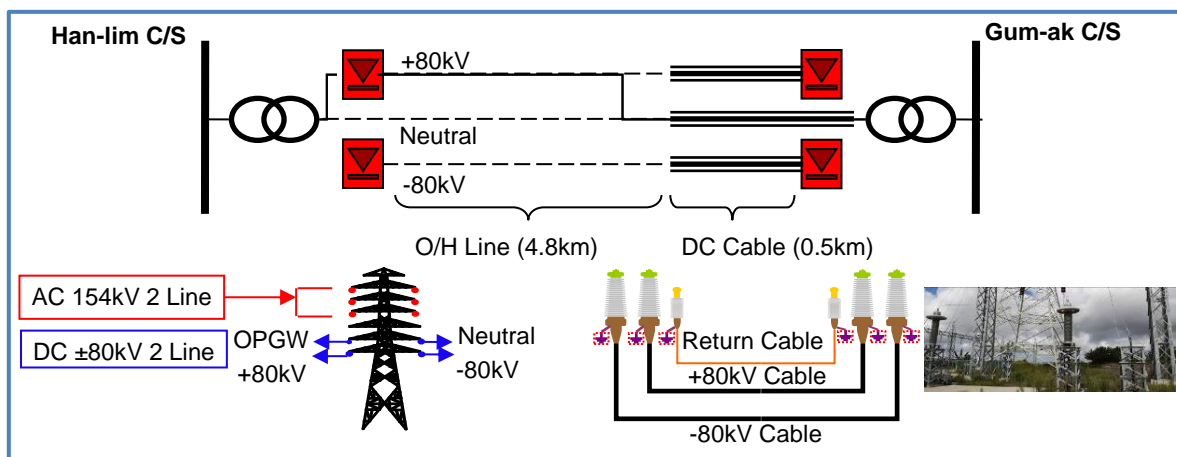 Han-lim C/S
Gum-ak C/S
+80kV
Neutral
-80kV
O/H Line (4.8km)
DC Cable (0.5km)
AC 154kV 2 Line
DC ±80kV 2 Line
OPGW
+80kV
Neutral
-80kV
Return Cable
+80kV Cable
-80kV Cable